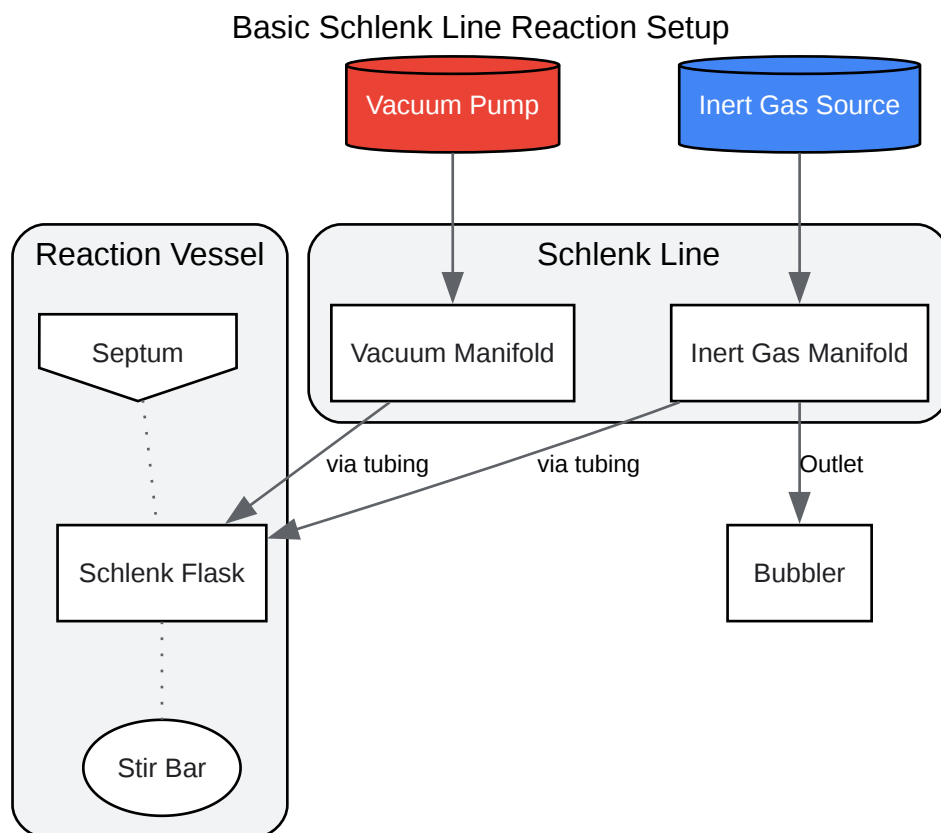 Basic Schlenk Line Reaction Setup
Vacuum Pump
Inert Gas Source
Reaction Vessel
Schlenk Line
Septum
Vacuum Manifold
Inert Gas Manifold
via tubing
via tubing
Outlet
Schlenk Flask
Bubbler
Stir Bar